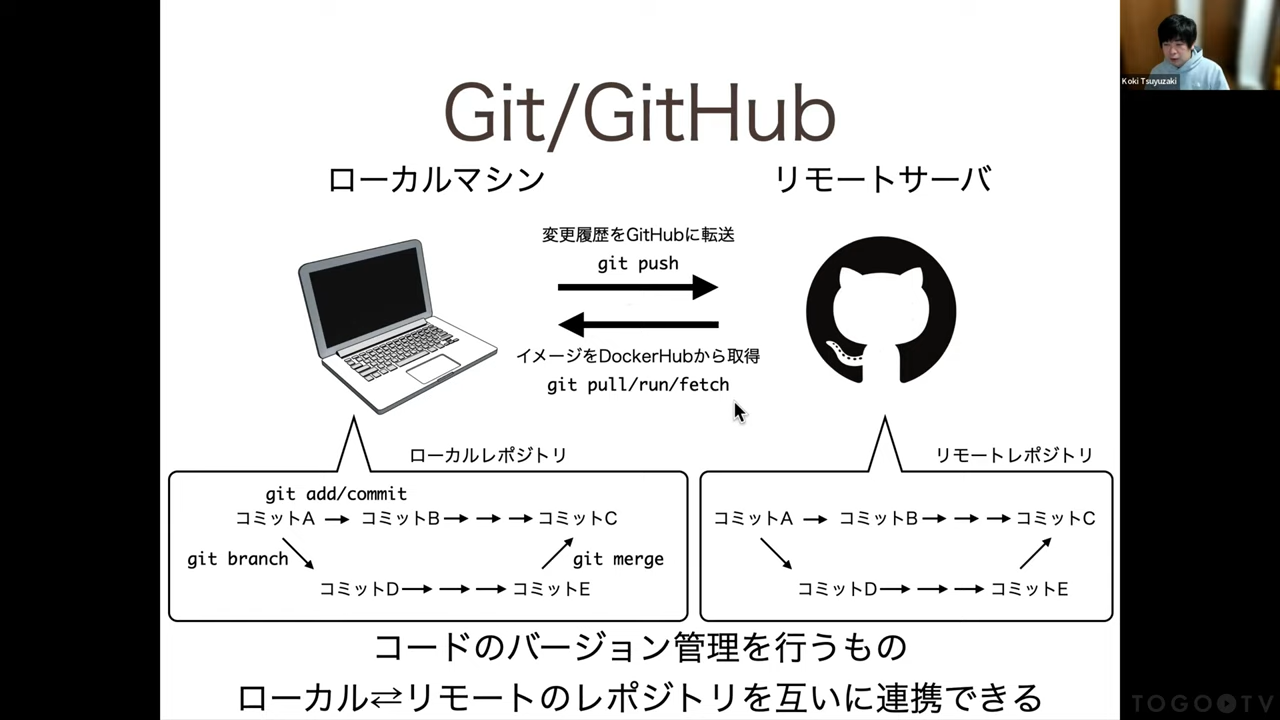 Koki Tsuyuzaki
Git/GitHub
ローカルマシン
リモートサーバ
変更履歴をGitHubに転送
git push
イメージをDockerHubから取得
git pull/run/fetch
ローカルレポジトリ
git add/commit
コミットA → コミットB → → → コミットC
git branch
git merge
コミットD → → → コミットE
リモートレポジトリ
コミットA → コミットB → → → コミットC
コミットD → → → コミットE
コードのバージョン管理を行うもの
ローカル⇄リモートのレポジトリを互いに連携できる
TOGOTV